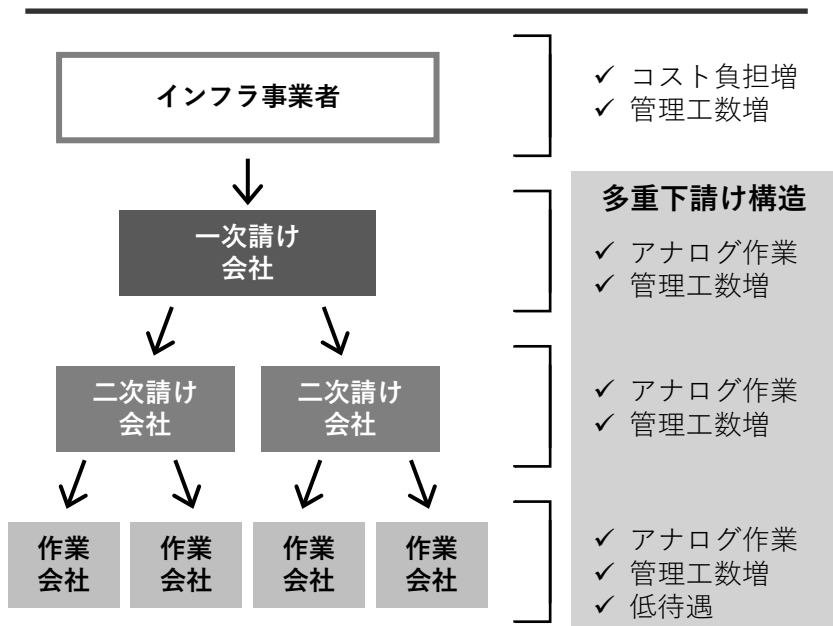 インフラ事業者
✓ コスト負担増
✓ 管理工数増
多重下請け構造
一次請け
会社
✓ アナログ作業
✓ 管理工数増
二次請け
会社
二次請け
会社
✓ アナログ作業
✓ 管理工数増
作業
会社
作業
会社
作業
会社
作業
会社
✓ アナログ作業
✓ 管理工数増
✓ 低待遇